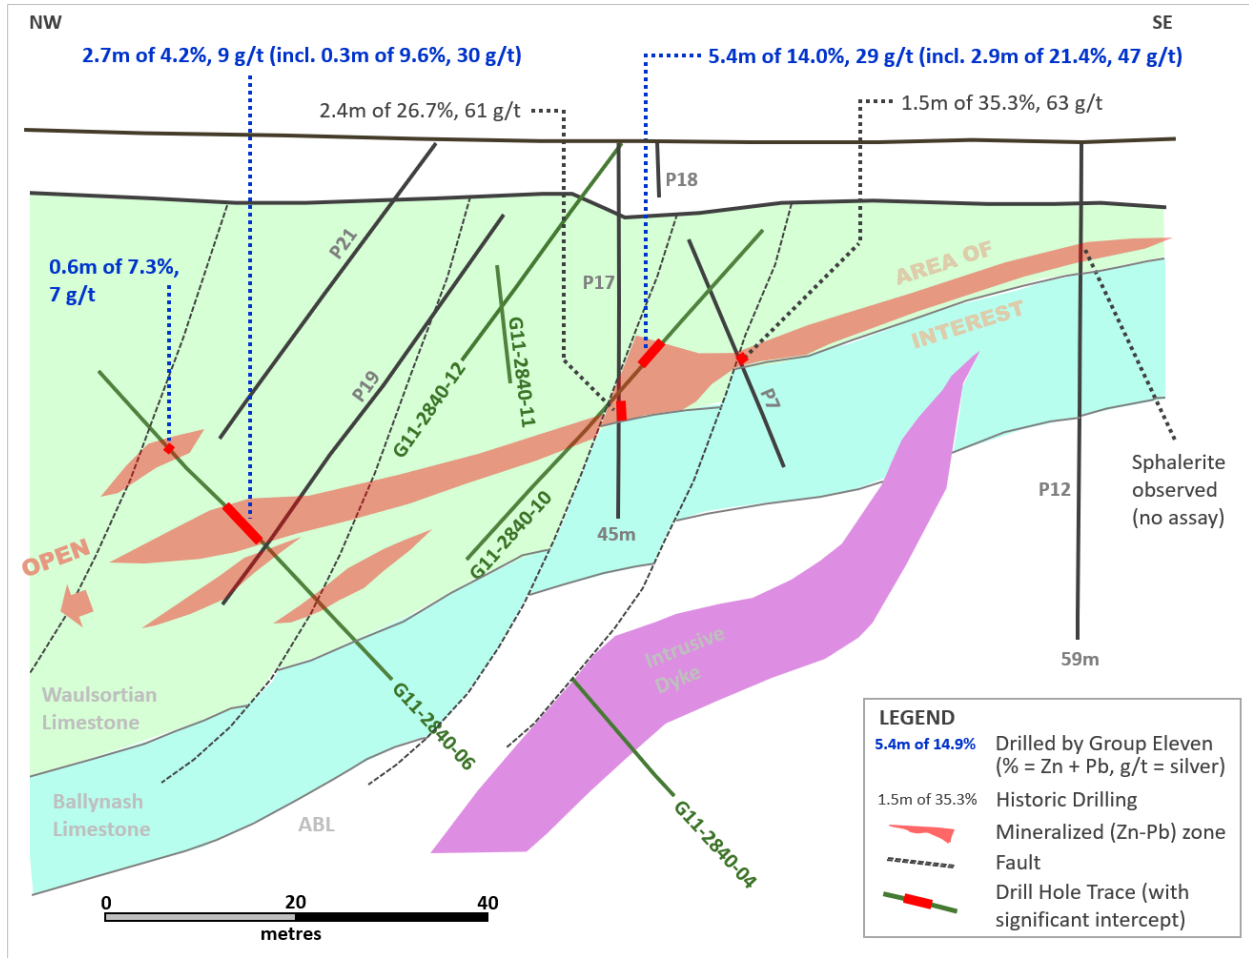 NW
SE
2.7m of 4.2%, 9 g/t (incl. 0.3m of 9.6%, 30 g/t)
5.4m of 14.0%, 29 g/t (incl. 2.9m of 21.4%, 47 g/t)
2.4m of 26.7%, 61 g/t
1.5m of 35.3%, 63 g/t
P18
P21
0.6m of 7.3%,
7 g/t
P17
AREA OF
INTEREST
P19
G11-2840-12
G11-2840-11
P7
G11-2840-10
Sphalerite
observed
(no assay)
P12
45m
OPEN
59m
Intrusive
Dyke
Waulsortian
Limestone
G11-2840-06
Ballynash
Limestone
ABL
G11-2840-04
0
20
40
metres
LEGEND
5.4m of 14.9%
Drilled by Group Eleven
(% = Zn + Pb, g/t = silver)
1.5m of 35.3%
Historic Drilling
Mineralized (Zn-Pb) zone
Fault
Drill Hole Trace (with
significant intercept)